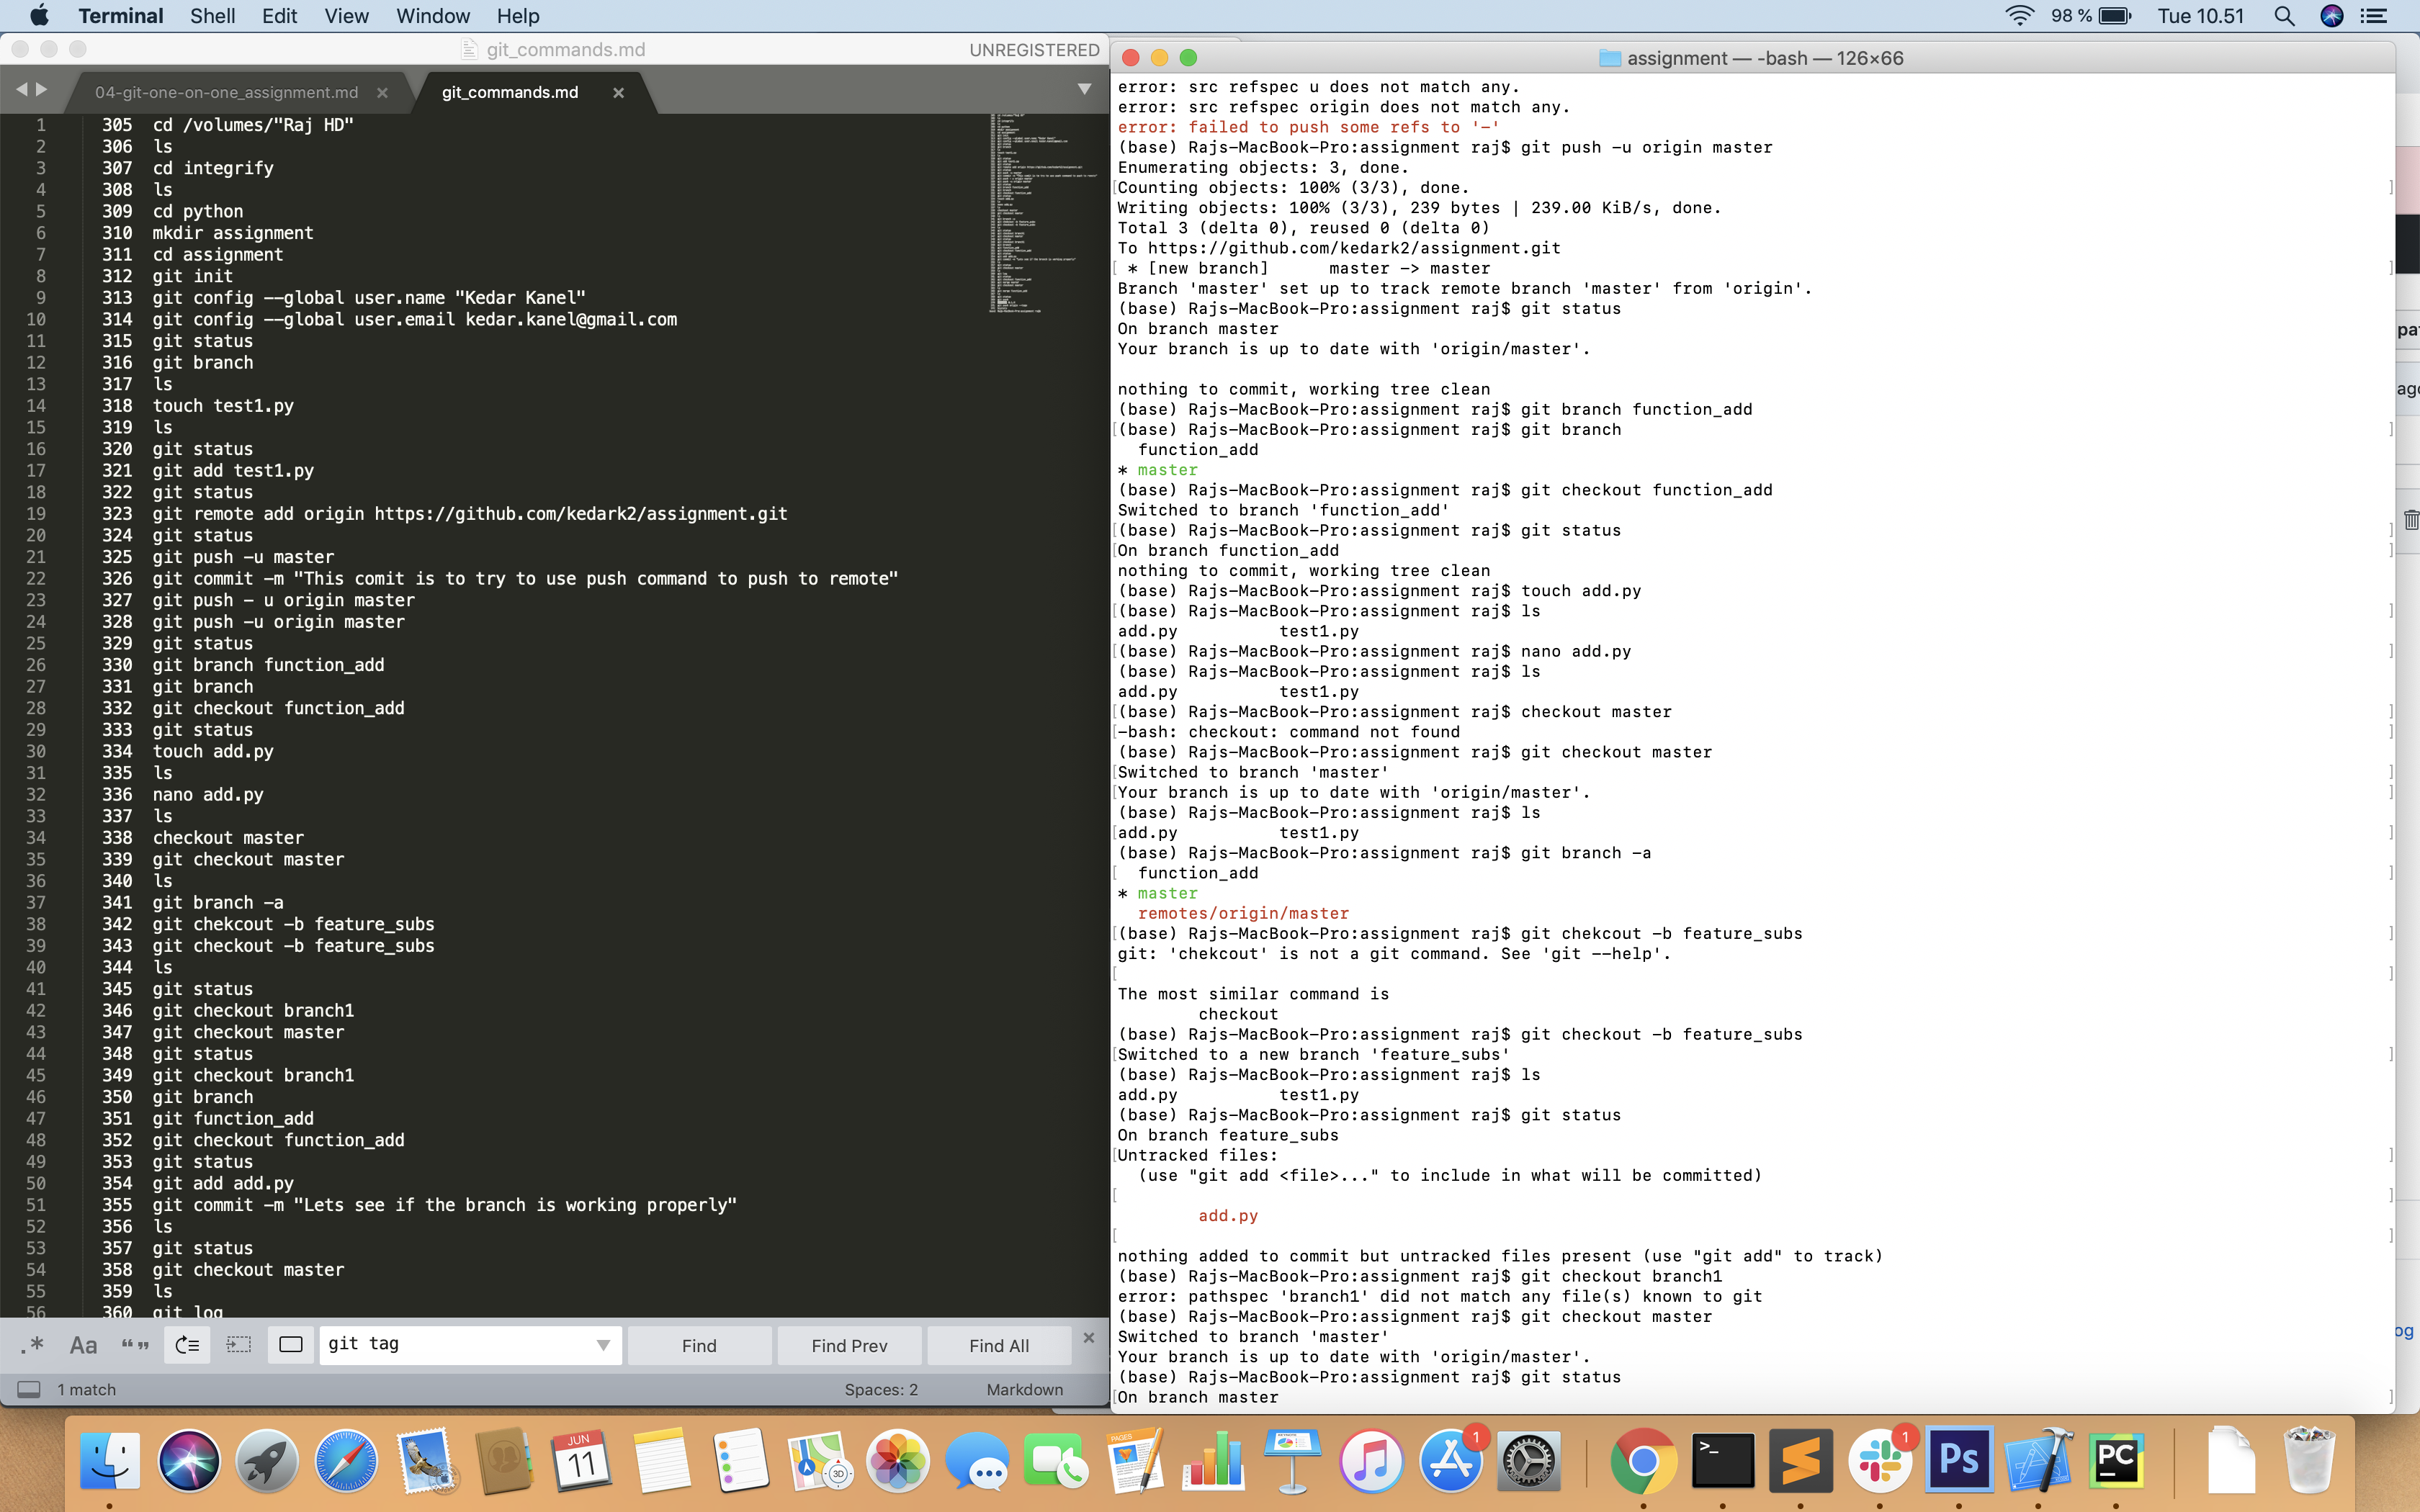 Terminal Shell Edit View Window Help 98 % Tue 10.51
git_commands.md UNREGISTERED
04-git-one-on-one_assignment.md git_commands.md
1 305 cd /volumes/"Raj HD"
2 306 ls
3 307 cd integrify
4 308 ls
5 309 cd python
6 310 mkdir assignment
7 311 cd assignment
8 312 git init
9 313 git config --global user.name "Kedar Kanel"
10 314 git config --global user.email kedar.kanel@gmail.com
11 315 git status
12 316 git branch
13 317 ls
14 318 touch test1.py
15 319 ls
16 320 git status
17 321 git add test1.py
18 322 git status
19 323 git remote add origin https://github.com/kedark2/assignment.git
20 324 git status
21 325 git push -u master
22 326 git commit -m "This comit is to try to use push command to push to remote"
23 327 git push - u origin master
24 328 git push -u origin master
25 329 git status
26 330 git branch function_add
27 331 git branch
28 332 git checkout function_add
29 333 git status
30 334 touch add.py
31 335 ls
32 336 nano add.py
33 337 ls
34 338 checkout master
35 339 git checkout master
36 340 ls
37 341 git branch -a
38 342 git chekcout -b feature_subs
39 343 git checkout -b feature_subs
40 344 ls
41 345 git status
42 346 git checkout branch1
43 347 git checkout master
44 348 git status
45 349 git checkout branch1
46 350 git branch
47 351 git function_add
48 352 git checkout function_add
49 353 git status
50 354 git add add.py
51 355 git commit -m "Lets see if the branch is working properly"
52 356 ls
53 357 git status
54 358 git checkout master
55 359 ls
56 360 git log
.* Aa “” git tag Find Find Prev Find All
1 match Spaces: 2 Markdown
assignment — -bash — 126×66
error: src refspec u does not match any.
error: src refspec origin does not match any.
error: failed to push some refs to '-'
(base) Rajs-MacBook-Pro:assignment raj$ git push -u origin master
Enumerating objects: 3, done.
[Counting objects: 100% (3/3), done. ]
Writing objects: 100% (3/3), 239 bytes | 239.00 KiB/s, done.
Total 3 (delta 0), reused 0 (delta 0)
To https://github.com/kedark2/assignment.git
[ * [new branch] master -> master ]
Branch 'master' set up to track remote branch 'master' from 'origin'.
(base) Rajs-MacBook-Pro:assignment raj$ git status
On branch master
Your branch is up to date with 'origin/master'.
nothing to commit, working tree clean
(base) Rajs-MacBook-Pro:assignment raj$ git branch function_add
[(base) Rajs-MacBook-Pro:assignment raj$ git branch ]
function_add
* master
(base) Rajs-MacBook-Pro:assignment raj$ git checkout function_add
Switched to branch 'function_add'
[(base) Rajs-MacBook-Pro:assignment raj$ git status ]
[On branch function_add ]
nothing to commit, working tree clean
(base) Rajs-MacBook-Pro:assignment raj$ touch add.py
[(base) Rajs-MacBook-Pro:assignment raj$ ls ]
add.py test1.py
[(base) Rajs-MacBook-Pro:assignment raj$ nano add.py ]
(base) Rajs-MacBook-Pro:assignment raj$ ls
add.py test1.py
[(base) Rajs-MacBook-Pro:assignment raj$ checkout master ]
[-bash: checkout: command not found ]
(base) Rajs-MacBook-Pro:assignment raj$ git checkout master
[Switched to branch 'master' ]
[Your branch is up to date with 'origin/master'. ]
(base) Rajs-MacBook-Pro:assignment raj$ ls
[add.py test1.py ]
(base) Rajs-MacBook-Pro:assignment raj$ git branch -a
[ function_add ]
* master
remotes/origin/master
[(base) Rajs-MacBook-Pro:assignment raj$ git chekcout -b feature_subs ]
git: 'chekcout' is not a git command. See 'git --help'.
[ ]
The most similar command is
checkout
(base) Rajs-MacBook-Pro:assignment raj$ git checkout -b feature_subs
[Switched to a new branch 'feature_subs' ]
(base) Rajs-MacBook-Pro:assignment raj$ ls
add.py test1.py
(base) Rajs-MacBook-Pro:assignment raj$ git status
On branch feature_subs
[Untracked files: ]
(use "git add <file>..." to include in what will be committed)
[ ]
add.py
[ ]
nothing added to commit but untracked files present (use "git add" to track)
(base) Rajs-MacBook-Pro:assignment raj$ git checkout branch1
error: pathspec 'branch1' did not match any file(s) known to git
(base) Rajs-MacBook-Pro:assignment raj$ git checkout master
Switched to branch 'master'
Your branch is up to date with 'origin/master'.
(base) Rajs-MacBook-Pro:assignment raj$ git status
[On branch master ]
JUN
11
3D
PAGES
1
>_
1
Ps
PC